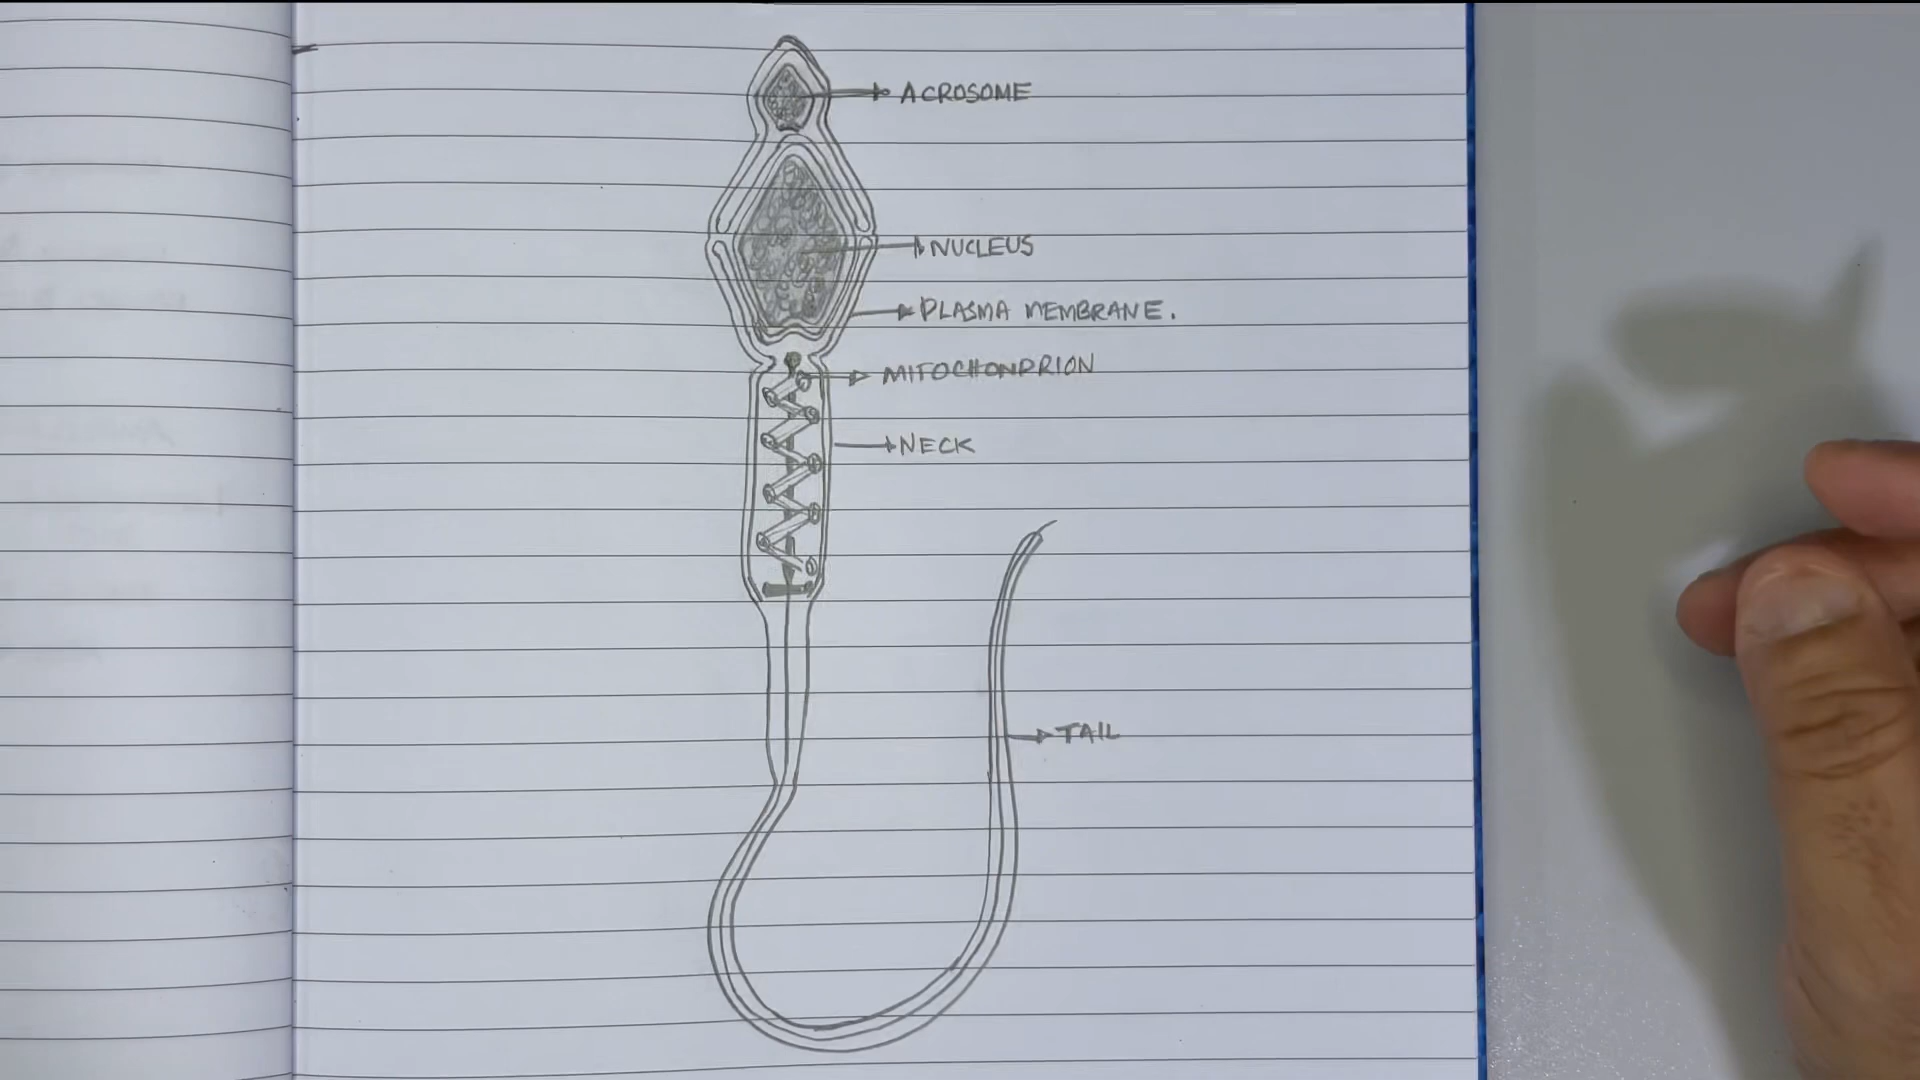 ACROSOME
NUCLEUS
PLASMA MEMBRANE.
MITOCHONDRION
NECK
TAIL